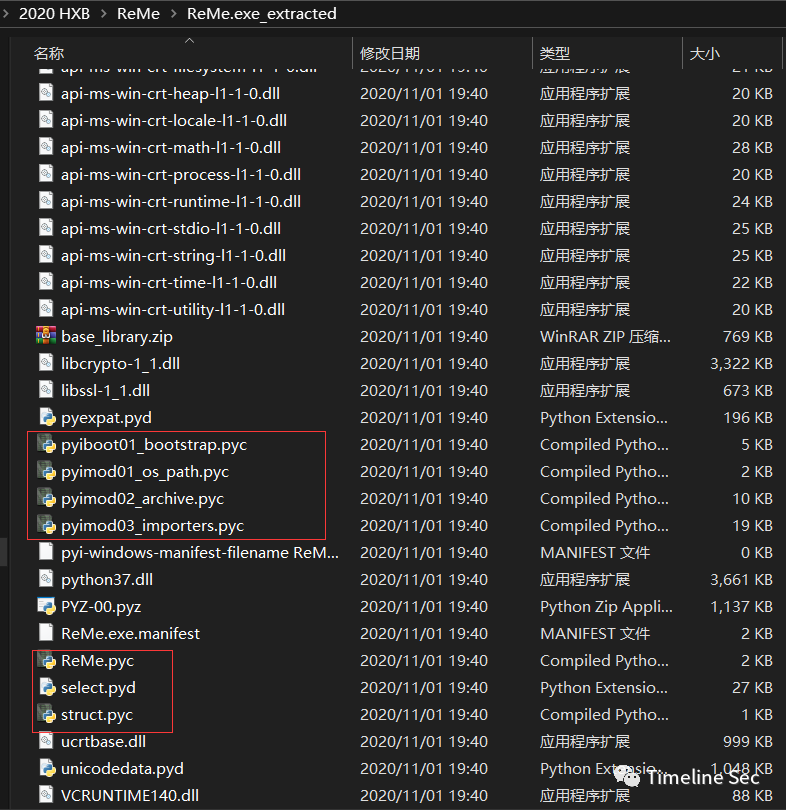 2020 HXB ReMe ReMe.exe_extracted
名称 修改日期 类型 大小
api-ms-win-crt-filesystem-l1-1-0.dll 2020/11/01 19:40 应用程序扩展 21 KB
api-ms-win-crt-heap-l1-1-0.dll 2020/11/01 19:40 应用程序扩展 20 KB
api-ms-win-crt-locale-l1-1-0.dll 2020/11/01 19:40 应用程序扩展 20 KB
api-ms-win-crt-math-l1-1-0.dll 2020/11/01 19:40 应用程序扩展 28 KB
api-ms-win-crt-process-l1-1-0.dll 2020/11/01 19:40 应用程序扩展 20 KB
api-ms-win-crt-runtime-l1-1-0.dll 2020/11/01 19:40 应用程序扩展 24 KB
api-ms-win-crt-stdio-l1-1-0.dll 2020/11/01 19:40 应用程序扩展 25 KB
api-ms-win-crt-string-l1-1-0.dll 2020/11/01 19:40 应用程序扩展 25 KB
api-ms-win-crt-time-l1-1-0.dll 2020/11/01 19:40 应用程序扩展 22 KB
api-ms-win-crt-utility-l1-1-0.dll 2020/11/01 19:40 应用程序扩展 20 KB
base_library.zip 2020/11/01 19:40 WinRAR ZIP 压缩... 769 KB
libcrypto-1_1.dll 2020/11/01 19:40 应用程序扩展 3,322 KB
libssl-1_1.dll 2020/11/01 19:40 应用程序扩展 673 KB
pyexpat.pyd 2020/11/01 19:40 Python Extensio... 196 KB
pyiboot01_bootstrap.pyc 2020/11/01 19:40 Compiled Pytho... 5 KB
pyimod01_os_path.pyc 2020/11/01 19:40 Compiled Pytho... 2 KB
pyimod02_archive.pyc 2020/11/01 19:40 Compiled Pytho... 10 KB
pyimod03_importers.pyc 2020/11/01 19:40 Compiled Pytho... 19 KB
pyi-windows-manifest-filename ReM... 2020/11/01 19:40 MANIFEST 文件 0 KB
python37.dll 2020/11/01 19:40 应用程序扩展 3,661 KB
PYZ-00.pyz 2020/11/01 19:40 Python Zip Appli... 1,137 KB
ReMe.exe.manifest 2020/11/01 19:40 MANIFEST 文件 2 KB
ReMe.pyc 2020/11/01 19:40 Compiled Pytho... 2 KB
select.pyd 2020/11/01 19:40 Python Extensio... 27 KB
struct.pyc 2020/11/01 19:40 Compiled Pytho... 1 KB
ucrtbase.dll 2020/11/01 19:40 应用程序扩展 999 KB
unicodedata.pyd 2020/11/01 19:40 Python Extensio... 1,048 KB
VCRUNTIME140.dll 2020/11/01 19:40 应用程序扩展 88 KB
Timeline Sec